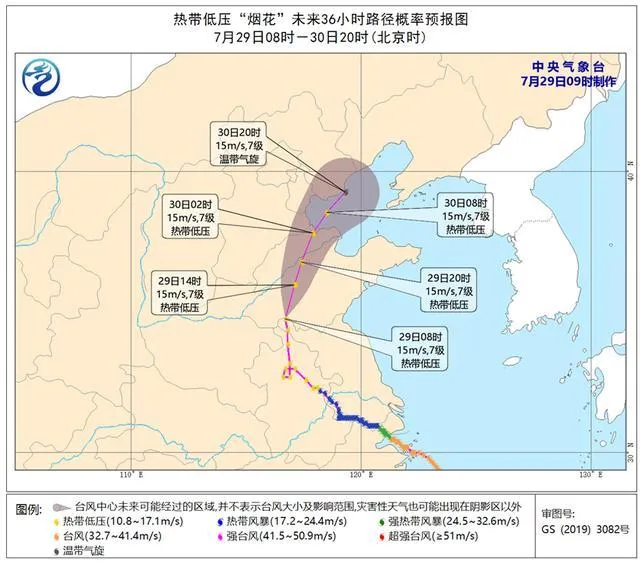 热带低压“烟花”未来36小时路径概率预报图
7月29日08时－30日20时(北京时)
中央气象台
7月29日09时制作
30日20时
15m/s,7级
温带气旋
30日02时
15m/s,7级
热带低压
30日08时
15m/s,7级
热带低压
29日14时
15m/s,7级
热带低压
29日20时
15m/s,7级
热带低压
29日08时
15m/s,7级
热带低压
40°N
30°N
110°E
120°E
130°E
图例:
台风中心未来可能经过的区域,并不表示台风大小及影响范围,灾害性天气也可能出现在阴影区以外
热带低压(10.8~17.1m/s)
热带风暴(17.2~24.4m/s)
强热带风暴(24.5~32.6m/s)
台风(32.7~41.4m/s)
强台风(41.5~50.9m/s)
超强台风(≥51m/s)
温带气旋
审图号:
GS (2019) 3082号